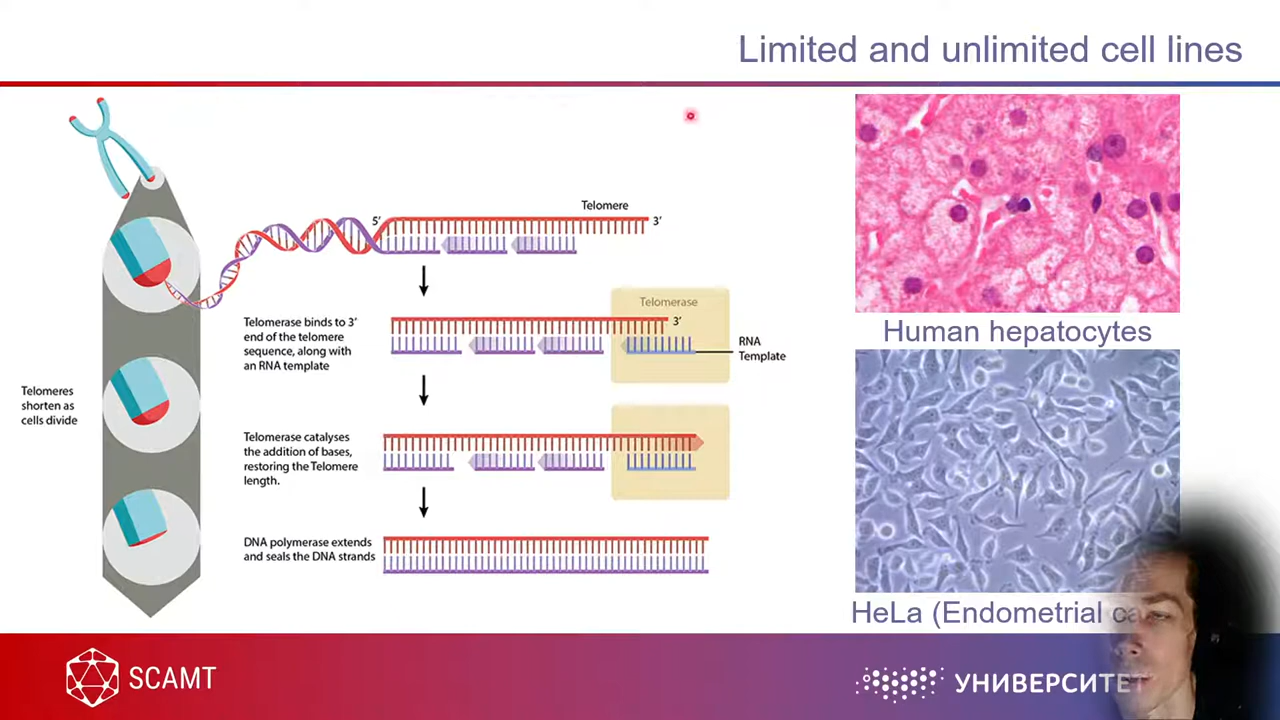 Limited and unlimited cell lines
Telomere
5'
3'
Telomerase
Telomerase binds to 3'
end of the telomere
sequence, along with
an RNA template
3'
RNA
Template
Telomeres
shorten as
cells divide
Telomerase catalyses
the addition of bases,
restoring the Telomere
length.
DNA polymerase extends
and seals the DNA strands
Human hepatocytes
HeLa (Endometrial
SCAMT
УНИВЕРСИТЕТ